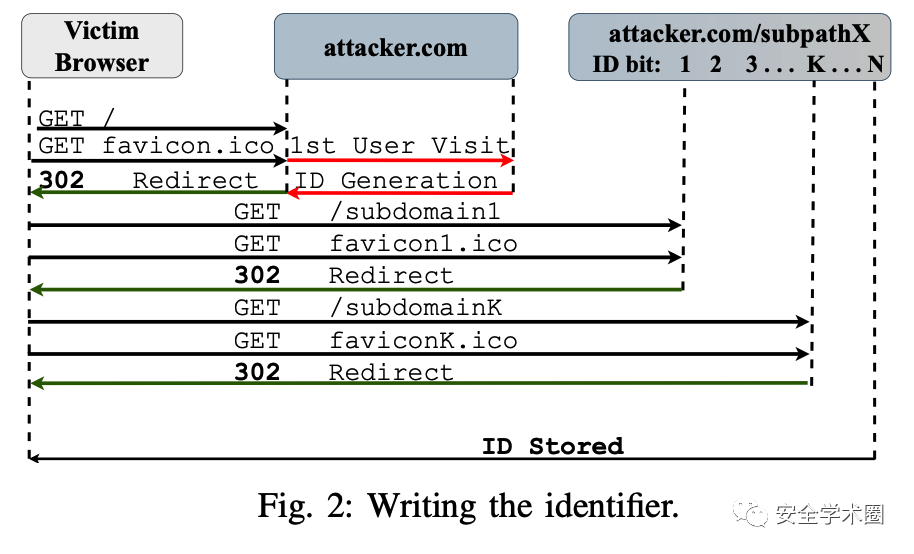 Victim
Browser
attacker.com
attacker.com/subpathX
ID bit: 1 2 3 . . . K . . . N
GET /
GET favicon.ico 1st User Visit
302 Redirect ID Generation
GET /subdomain1
GET favicon1.ico
302 Redirect
GET /subdomainK
GET faviconK.ico
302 Redirect
ID Stored
Fig. 2: Writing the identifier.
安全学术圈